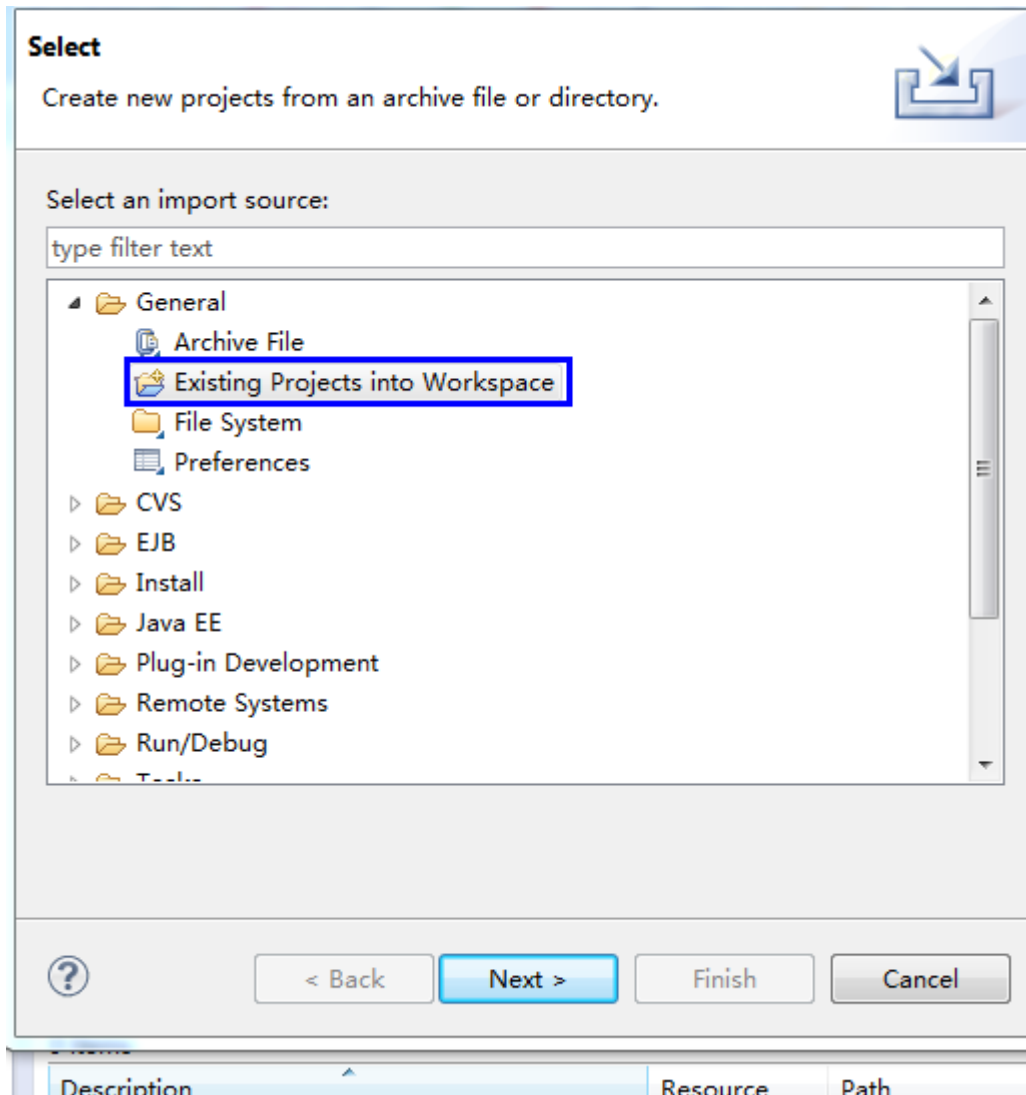 Select
Create new projects from an archive file or directory.
Select an import source:
type filter text
General
Archive File
Existing Projects into Workspace
File System
Preferences
CVS
EJB
Install
Java EE
Plug-in Development
Remote Systems
Run/Debug
Tasks
< Back Next > Finish Cancel
Description Resource Path